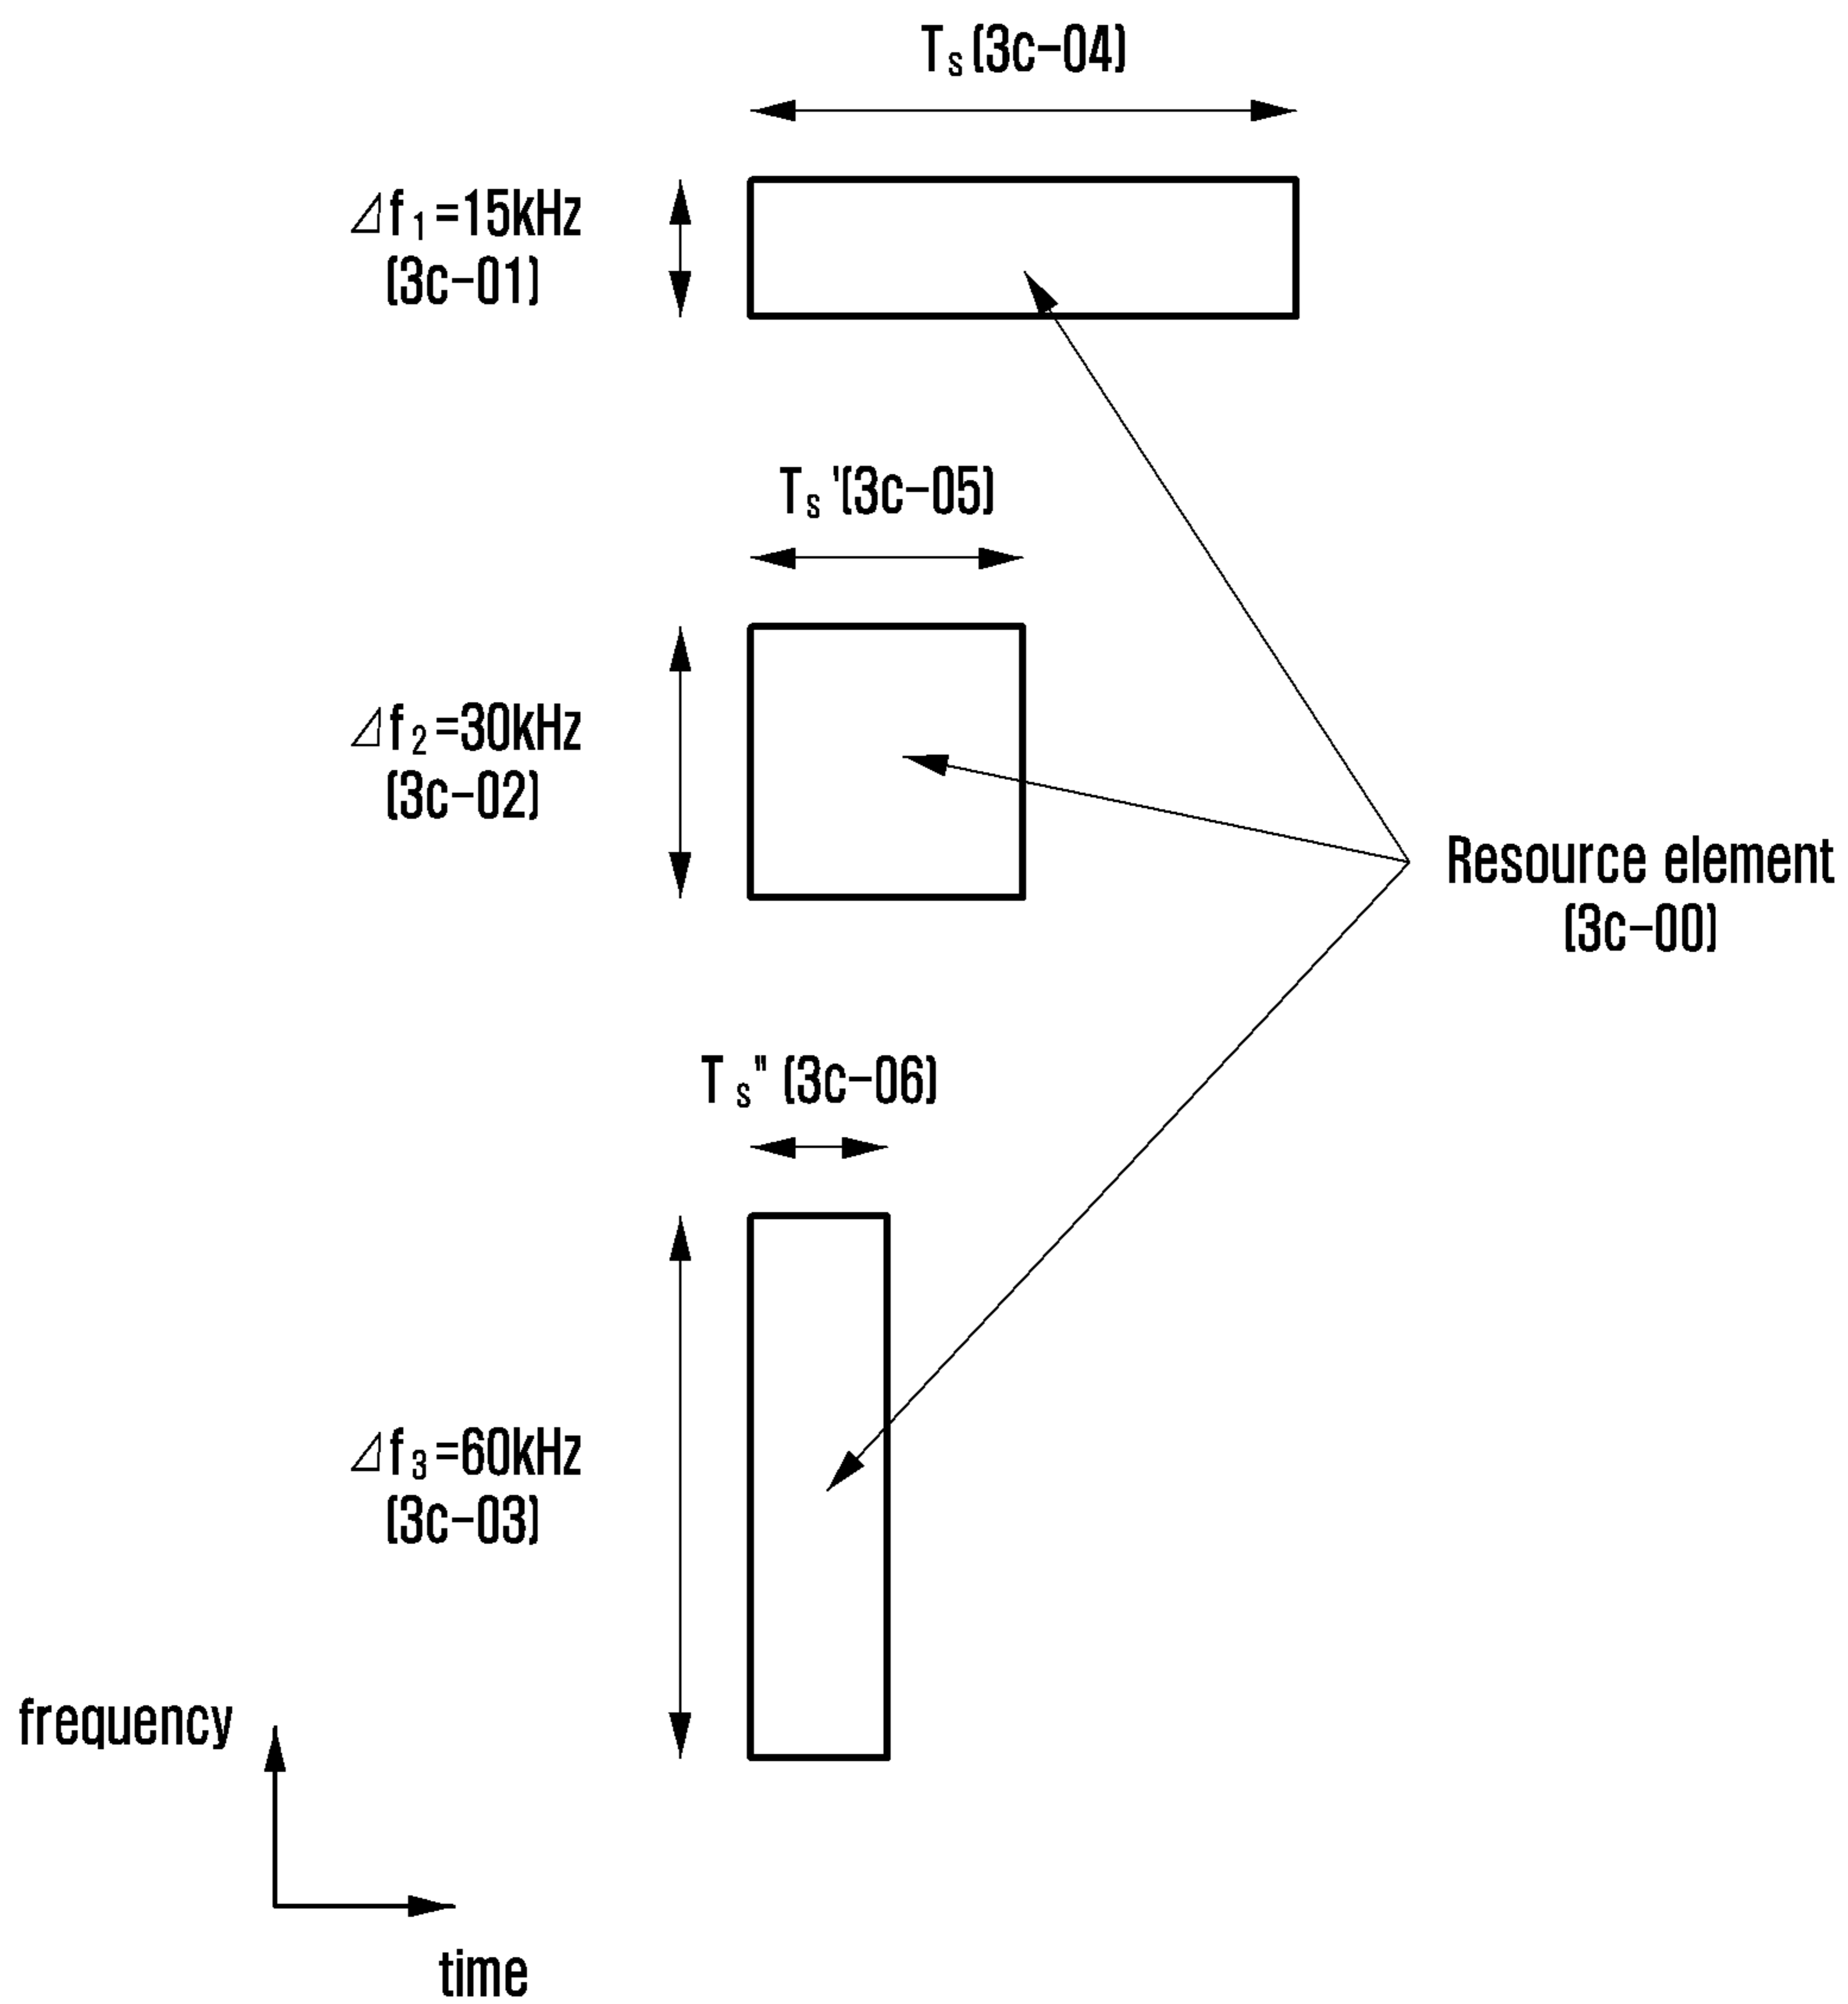 Ts (3c-04)
⊿f1=15kHz
(3c-01)
Ts'(3c-05)
⊿f2=30kHz
(3c-02)
Resource element
(3c-00)
Ts" (3c-06)
⊿f3=60kHz
(3c-03)
frequency
time